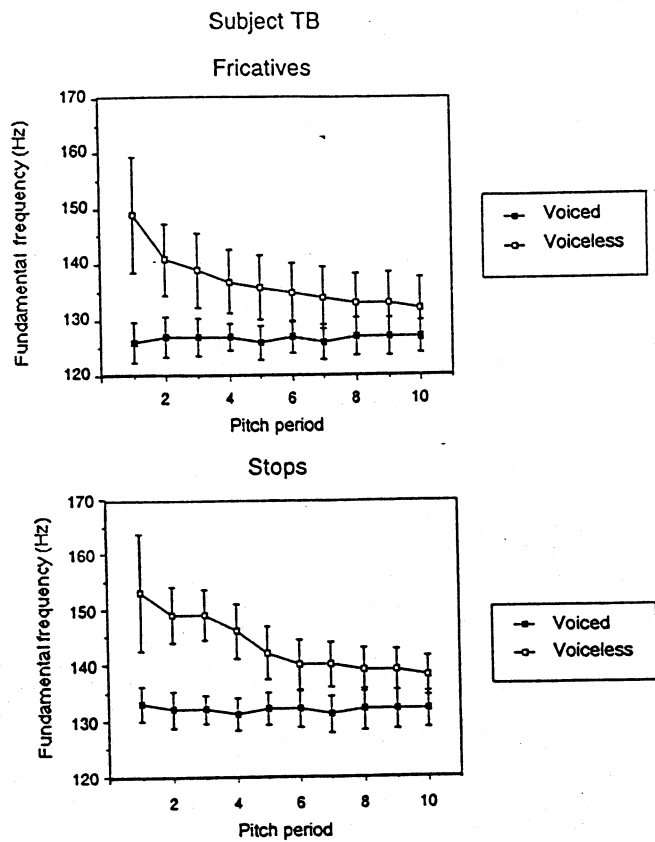 Subject TB
Fricatives
Fundamental frequency (Hz)
170
160
150
140
130
120
2 4 6 8 10
Pitch period
Voiced
Voiceless
Stops
Fundamental frequency (Hz)
170
160
150
140
130
120
2 4 6 8 10
Pitch period
Voiced
Voiceless